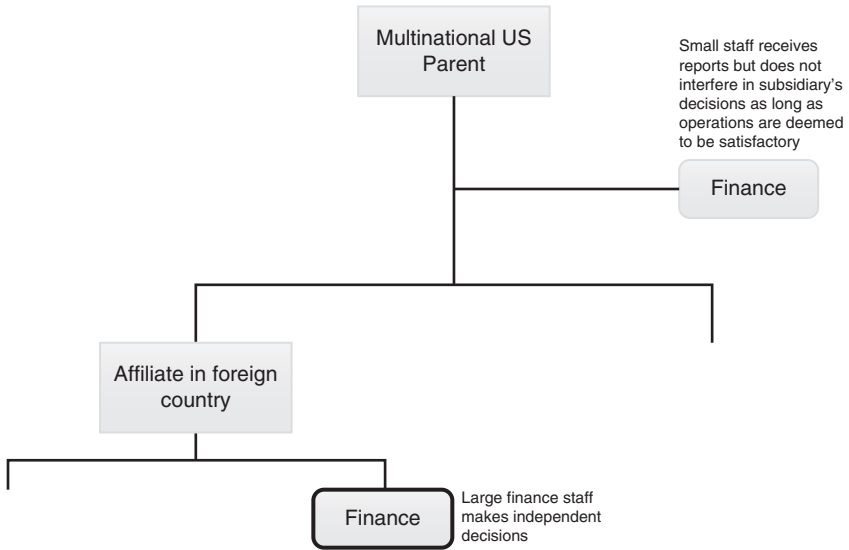 Multinational US
Parent
Small staff receives
reports but does not
interfere in subsidiary's
decisions as long as
operations are deemed
to be satisfactory
Finance
Affiliate in foreign
country
Finance
Large finance staff
makes independent
decisions